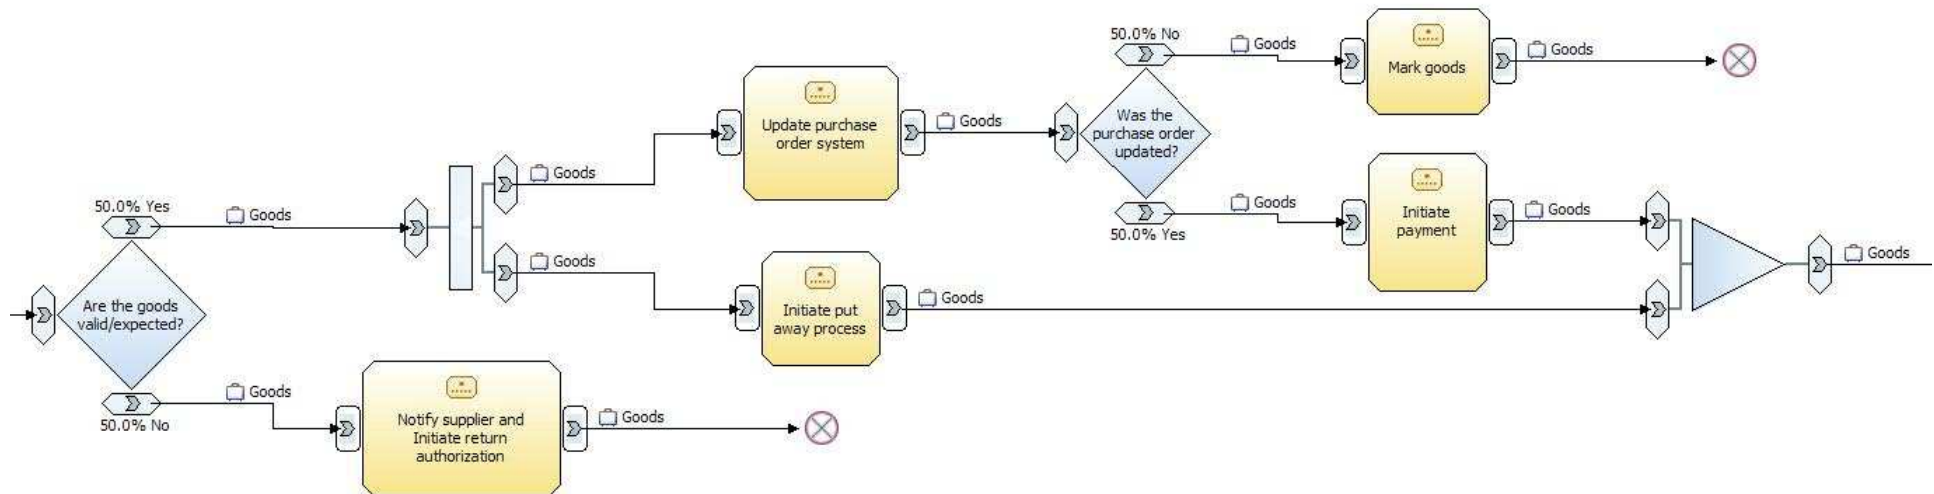 50.0% No
Goods
Mark goods
Goods
Update purchase
order system
Goods
Was the
purchase order
updated?
Goods
50.0% Yes
Goods
Initiate
payment
Goods
50.0% Yes
Goods
Goods
Goods
Are the goods
valid/expected?
Goods
Initiate put
away process
Goods
50.0% No
Goods
Notify supplier and
Initiate return
authorization
Goods